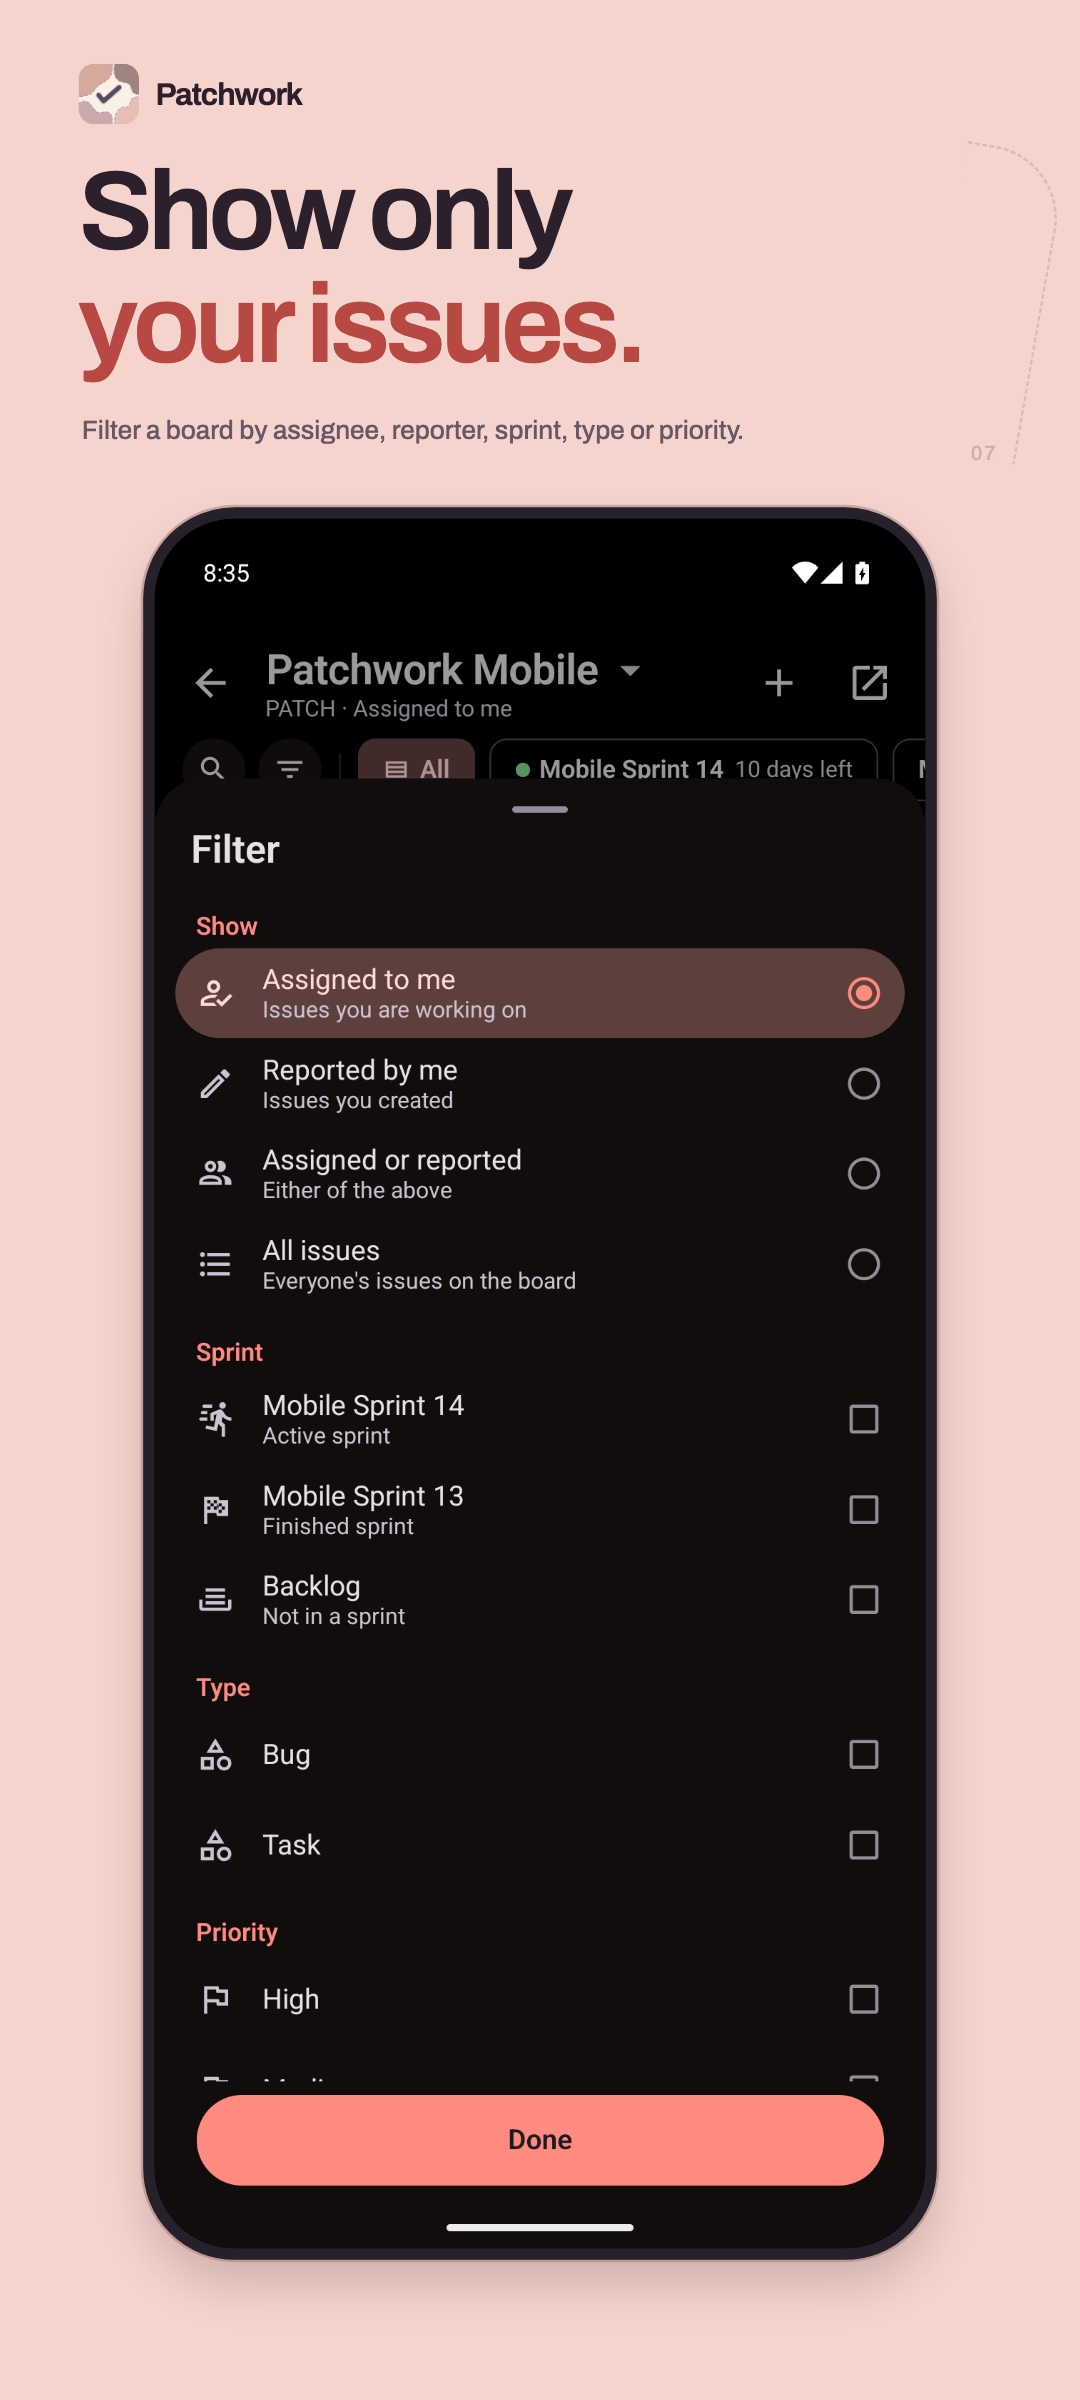 Patchwork
Show only
your issues.
Filter a board by assignee, reporter, sprint, type or priority.
07
8:35
Patchwork Mobile
PATCH · Assigned to me
All
Mobile Sprint 14 10 days left
Filter
Show
Assigned to me
Issues you are working on
Reported by me
Issues you created
Assigned or reported
Either of the above
All issues
Everyone's issues on the board
Sprint
Mobile Sprint 14
Active sprint
Mobile Sprint 13
Finished sprint
Backlog
Not in a sprint
Type
Bug
Task
Priority
High
Done